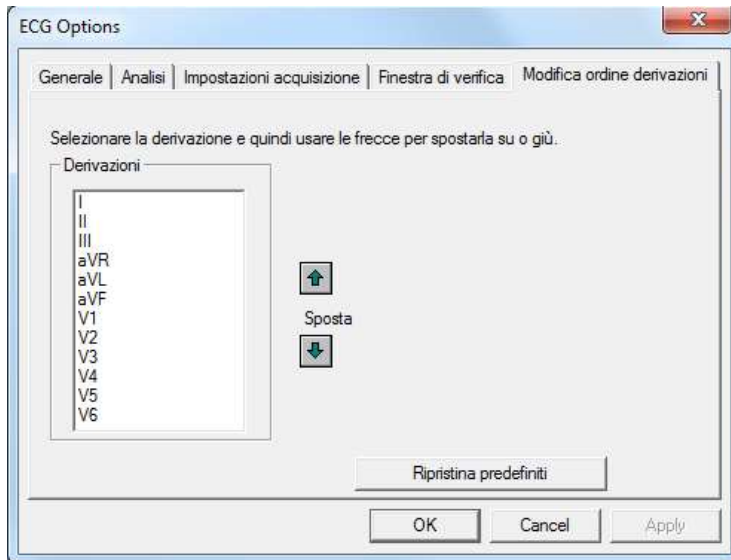 ECG Options
Generale Analisi Impostazioni acquisizione Finestra di verifica Modifica ordine derivazioni
Selezionare la derivazione e quindi usare le frecce per spostarla su o giù.
Derivazioni
I
II
III
aVR
aVL
aVF
V1
V2
V3
V4
V5
V6
Sposta
Ripristina predefiniti
OK Cancel Apply